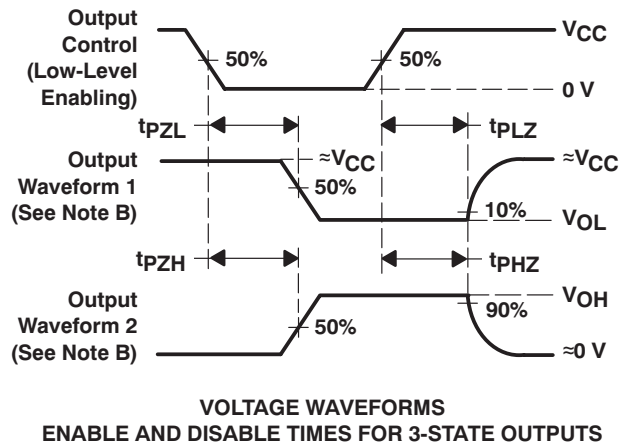 Output
Control
(Low-Level
Enabling)
50%
50%
VCC
0 V
tPZL
tPLZ
Output
Waveform 1
(See Note B)
≈VCC
50%
≈VCC
10%
VOL
tPZH
tPHZ
Output
Waveform 2
(See Note B)
50%
VOH
90%
≈0 V
VOLTAGE WAVEFORMS
ENABLE AND DISABLE TIMES FOR 3-STATE OUTPUTS